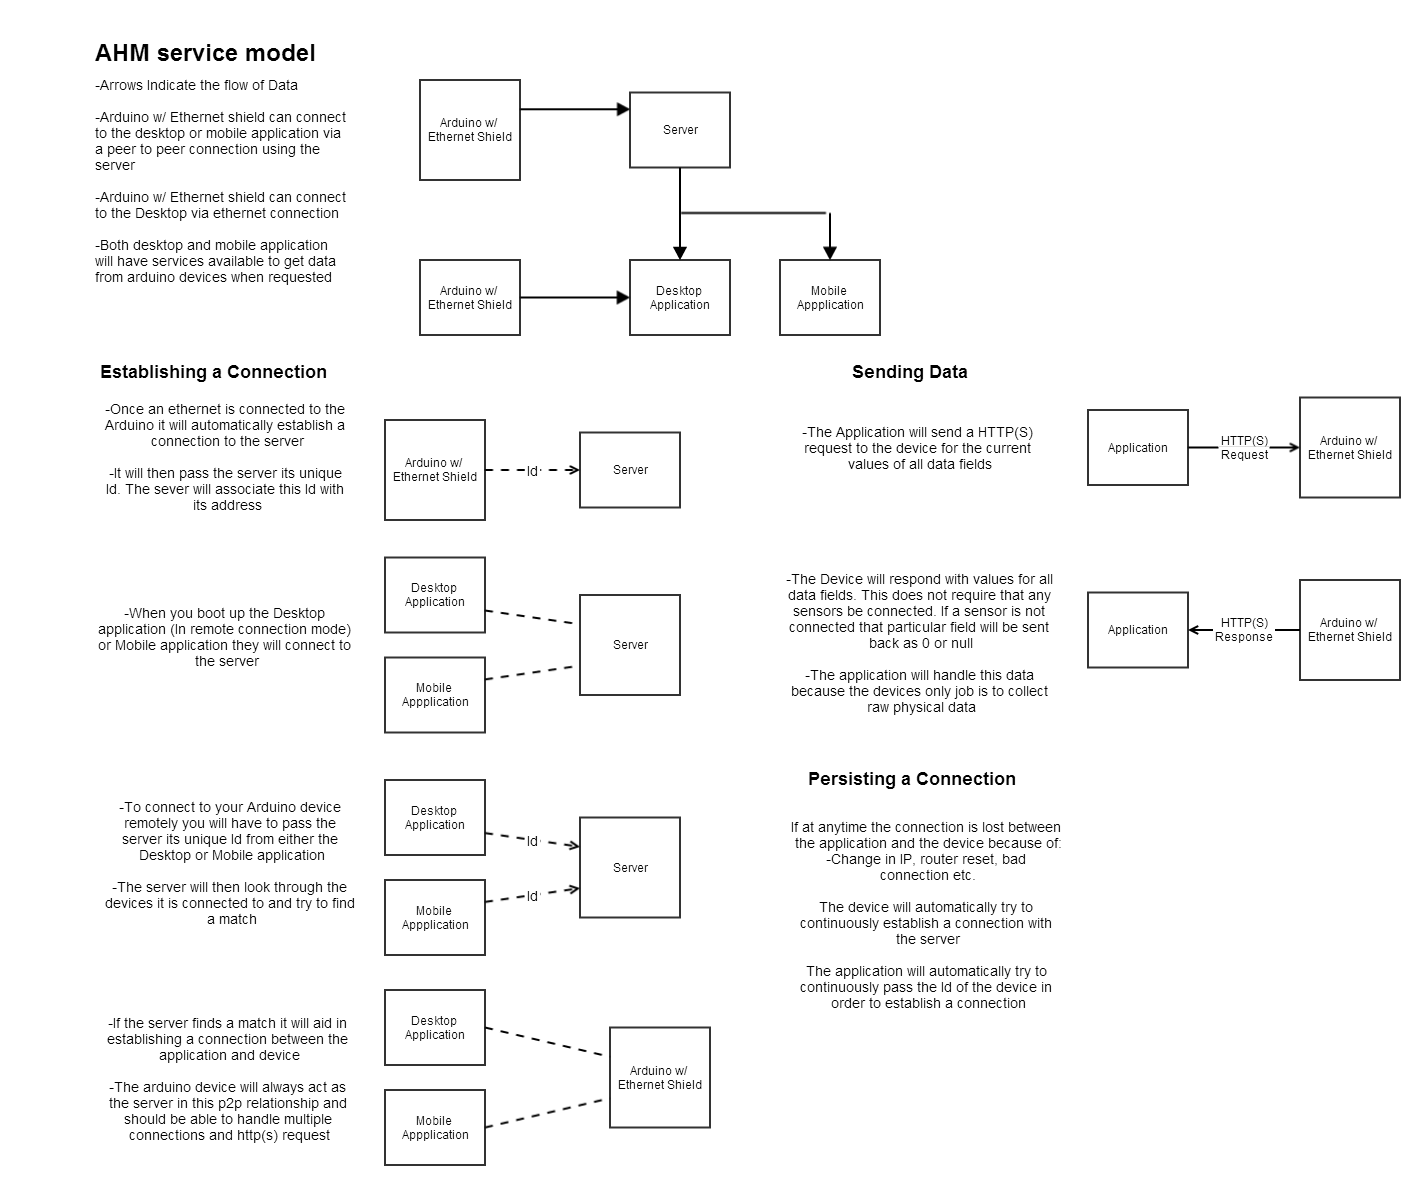 AHM service model
-Arrows Indicate the flow of Data
-Arduino w/ Ethernet shield can connect
to the desktop or mobile application via
a peer to peer connection using the
server
-Arduino w/ Ethernet shield can connect
to the Desktop via ethernet connection
-Both desktop and mobile application
will have services available to get data
from arduino devices when requested
Arduino w/
Ethernet Shield
Server
Arduino w/
Ethernet Shield
Desktop
Application
Mobile
Appplication
Establishing a Connection
-Once an ethernet is connected to the
Arduino it will automatically establish a
connection to the server
-It will then pass the server its unique
Id. The sever will associate this Id with
its address
Arduino w/
Ethernet Shield
Id
Server
-When you boot up the Desktop
application (In remote connection mode)
or Mobile application they will connect to
the server
Desktop
Application
Mobile
Appplication
Server
-To connect to your Arduino device
remotely you will have to pass the
server its unique Id from either the
Desktop or Mobile application
-The server will then look through the
devices it is connected to and try to find
a match
Desktop
Application
Mobile
Appplication
Id
Id
Server
-If the server finds a match it will aid in
establishing a connection between the
application and device
-The arduino device will always act as
the server in this p2p relationship and
should be able to handle multiple
connections and http(s) request
Desktop
Application
Mobile
Appplication
Arduino w/
Ethernet Shield
Sending Data
-The Application will send a HTTP(S)
request to the device for the current
values of all data fields
Application
HTTP(S)
Request
Arduino w/
Ethernet Shield
-The Device will respond with values for all
data fields. This does not require that any
sensors be connected. If a sensor is not
connected that particular field will be sent
back as 0 or null
-The application will handle this data
because the devices only job is to collect
raw physical data
Application
HTTP(S)
Response
Arduino w/
Ethernet Shield
Persisting a Connection
If at anytime the connection is lost between
the application and the device because of:
-Change in IP, router reset, bad
connection etc.
The device will automatically try to
continuously establish a connection with
the server
The application will automatically try to
continuously pass the Id of the device in
order to establish a connection